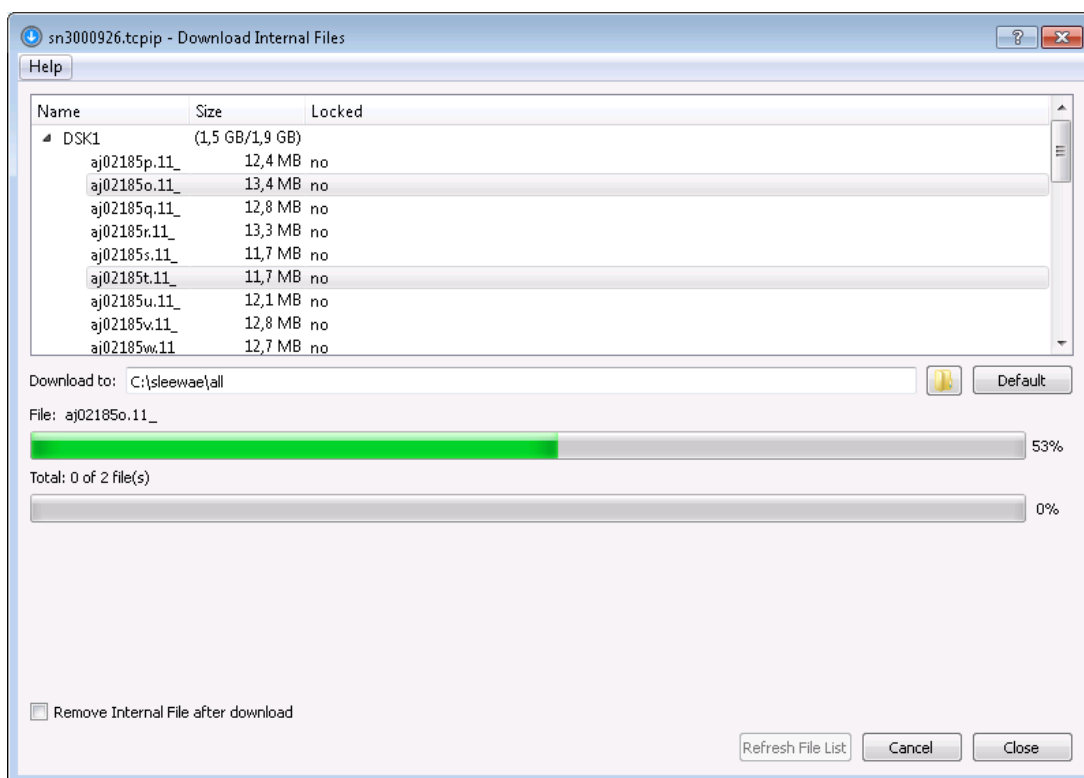 sn3000926.tcpip - Download Internal Files
Help
Name Size Locked
DSK1 (1,5 GB/1,9 GB)
aj02185p.11_ 12,4 MB no
aj02185o.11_ 13,4 MB no
aj02185q.11_ 12,8 MB no
aj02185r.11_ 13,3 MB no
aj02185s.11_ 11,7 MB no
aj02185t.11_ 11,7 MB no
aj02185u.11_ 12,1 MB no
aj02185v.11_ 12,8 MB no
aj02185w.11 12,7 MB no
Download to: C:\sleewae\all Default
File: aj02185o.11_
53%
Total: 0 of 2 file(s)
0%
Remove Internal File after download
Refresh File List Cancel Close